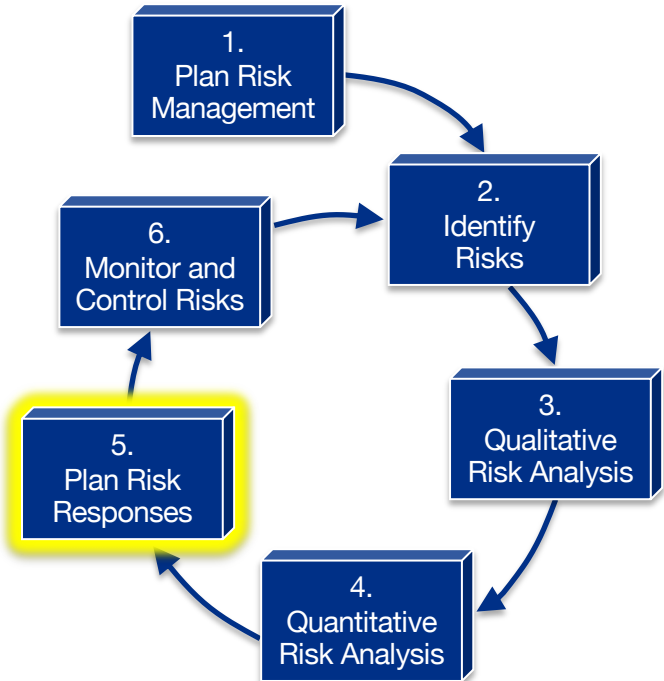 1.
Plan Risk
Management
2.
Identify
Risks
3.
Qualitative
Risk Analysis
4.
Quantitative
Risk Analysis
5.
Plan Risk
Responses
6.
Monitor and
Control Risks